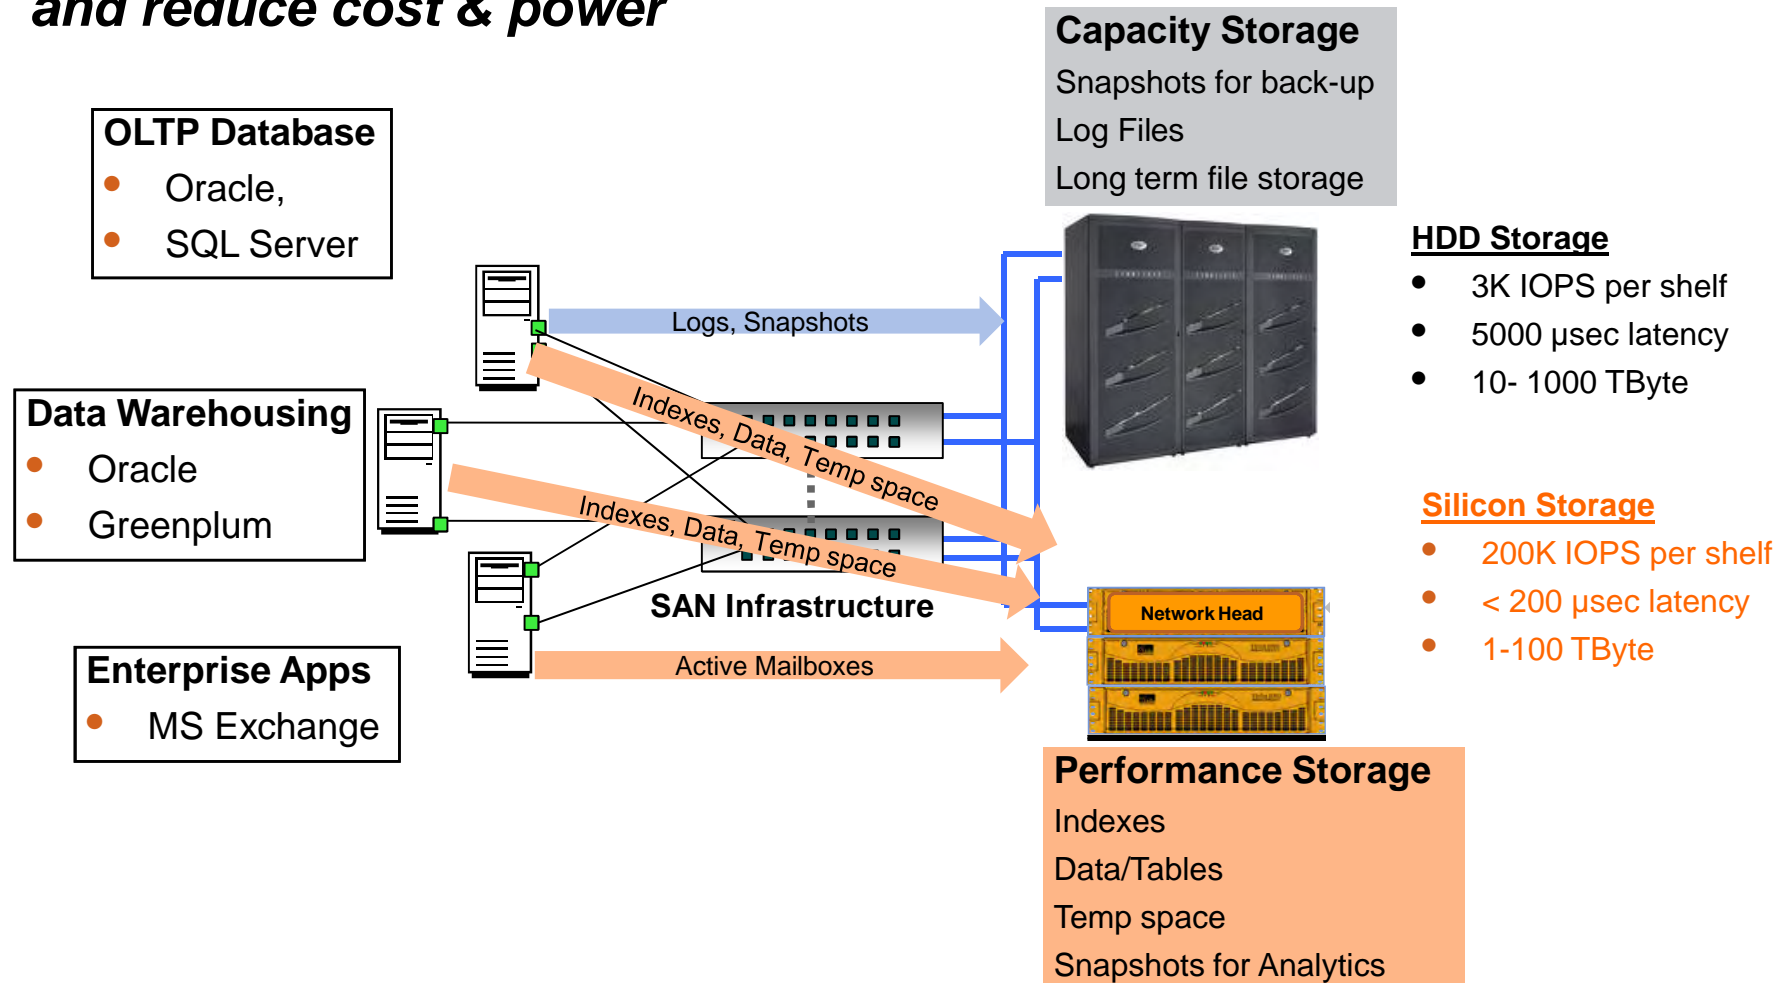 and reduce cost & power
Capacity Storage
Snapshots for back-up
Log Files
Long term file storage
OLTP Database
• Oracle,
• SQL Server
HDD Storage
• 3K IOPS per shelf
• 5000 µsec latency
• 10- 1000 TByte
Logs, Snapshots
Indexes, Data, Temp space
Data Warehousing
• Oracle
• Greenplum
Indexes, Data, Temp space
Silicon Storage
• 200K IOPS per shelf
• < 200 µsec latency
• 1-100 TByte
SAN Infrastructure
Network Head
Active Mailboxes
Enterprise Apps
• MS Exchange
Performance Storage
Indexes
Data/Tables
Temp space
Snapshots for Analytics